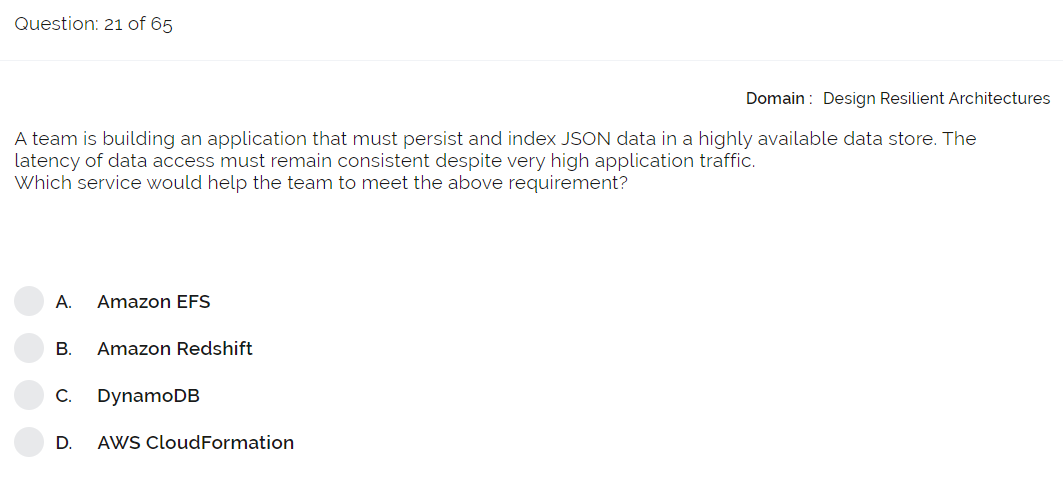 Question: 21 of 65
Domain : Design Resilient Architectures
A team is building an application that must persist and index JSON data in a highly available data store. The
latency of data access must remain consistent despite very high application traffic.
Which service would help the team to meet the above requirement?
A. Amazon EFS
B. Amazon Redshift
C. DynamoDB
D. AWS CloudFormation